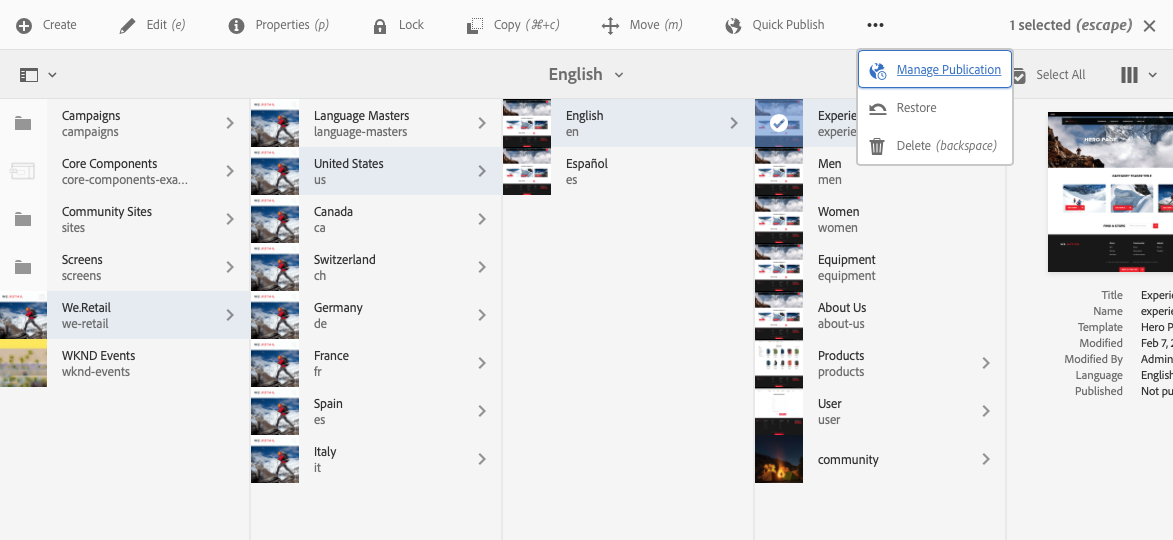 Create
Edit (e)
Properties (p)
Lock
Copy (⌘+c)
Move (m)
Quick Publish
1 selected (escape)
English
Manage Publication
Restore
Delete (backspace)
Select All
Campaigns
campaigns
Core Components
core-components-exa...
Community Sites
sites
Screens
screens
We.Retail
we-retail
WKND Events
wknd-events
Language Masters
language-masters
United States
us
Canada
ca
Switzerland
ch
Germany
de
France
fr
Spain
es
Italy
it
English
en
Español
es
Experie
experie
Men
men
Women
women
Equipment
equipment
About Us
about-us
Products
products
User
user
community
HERO PAGE
Title Experie
Name experie
Template Hero P
Modified Feb 7, 2
Modified By Admin
Language English
Published Not pu